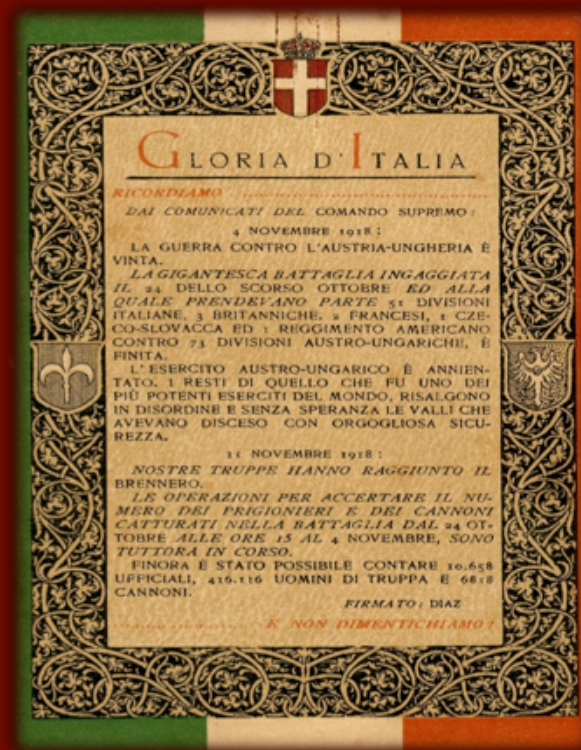 GLORIA D'ITALIA
RICORDIAMO ........................................
DAI COMUNICATI DEL COMANDO SUPREMO:
4 NOVEMBRE 1918:
LA GUERRA CONTRO L'AUSTRIA-UNGHERIA È
VINTA.
LA GIGANTESCA BATTAGLIA INGAGGIATA
IL 24 DELLO SCORSO OTTOBRE ED ALLA
QUALE PRENDEVANO PARTE 51 DIVISIONI
ITALIANE, 3 BRITANNICHE, 2 FRANCESI, 1 CZE-
CO-SLOVACCA ED 1 REGGIMENTO AMERICANO
CONTRO 73 DIVISIONI AUSTRO-UNGARICHE, È
FINITA.
L'ESERCITO AUSTRO-UNGARICO È ANNIEN-
TATO. I RESTI DI QUELLO CHE FU UNO DEI
PIÙ POTENTI ESERCITI DEL MONDO, RISALGONO
IN DISORDINE E SENZA SPERANZA LE VALLI CHE
AVEVANO DISCESO CON ORGOGLIOSA SICU-
REZZA.
11 NOVEMBRE 1918:
NOSTRE TRUPPE HANNO RAGGIUNTO IL
BRENNERO.
LE OPERAZIONI PER ACCERTARE IL NU-
MERO DEI PRIGIONIERI E DEI CANNONI
CATTURATI NELLA BATTAGLIA DAL 24 OT-
TOBRE ALLE ORE 15 AL 4 NOVEMBRE, SONO
TUTTORA IN CORSO.
FINORA È STATO POSSIBILE CONTARE 10.658
UFFICIALI, 416.116 UOMINI DI TRUPPA E 6818
CANNONI.
FIRMATO: DIAZ
........................ E NON DIMENTICHIAMO!